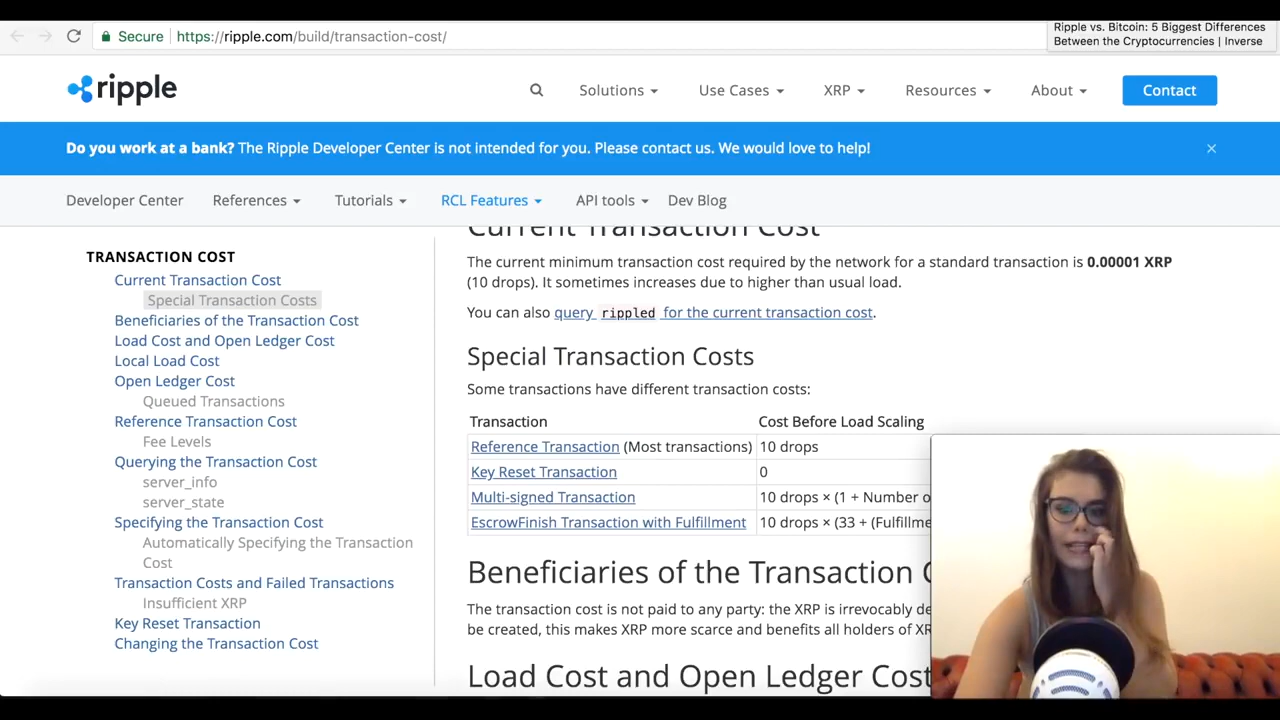 Secure https://ripple.com/build/transaction-cost/
Ripple vs. Bitcoin: 5 Biggest Differences
Between the Cryptocurrencies | Inverse
ripple
Solutions Use Cases XRP Resources About Contact
Do you work at a bank? The Ripple Developer Center is not intended for you. Please contact us. We would love to help!
Developer Center References Tutorials RCL Features API tools Dev Blog
TRANSACTION COST
Current Transaction Cost
Special Transaction Costs
Beneficiaries of the Transaction Cost
Load Cost and Open Ledger Cost
Local Load Cost
Open Ledger Cost
Queued Transactions
Reference Transaction Cost
Fee Levels
Querying the Transaction Cost
server_info
server_state
Specifying the Transaction Cost
Automatically Specifying the Transaction
Cost
Transaction Costs and Failed Transactions
Insufficient XRP
Key Reset Transaction
Changing the Transaction Cost
Current Transaction Cost
The current minimum transaction cost required by the network for a standard transaction is 0.00001 XRP
(10 drops). It sometimes increases due to higher than usual load.
You can also query rippled for the current transaction cost.
Special Transaction Costs
Some transactions have different transaction costs:
Transaction Cost Before Load Scaling
Reference Transaction (Most transactions) 10 drops
Key Reset Transaction 0
Multi-signed Transaction 10 drops × (1 + Number o
EscrowFinish Transaction with Fulfillment 10 drops × (33 + (Fulfillme
Beneficiaries of the Transaction
The transaction cost is not paid to any party: the XRP is irrevocably de
be created, this makes XRP more scarce and benefits all holders of XR
Load Cost and Open Ledger Cost